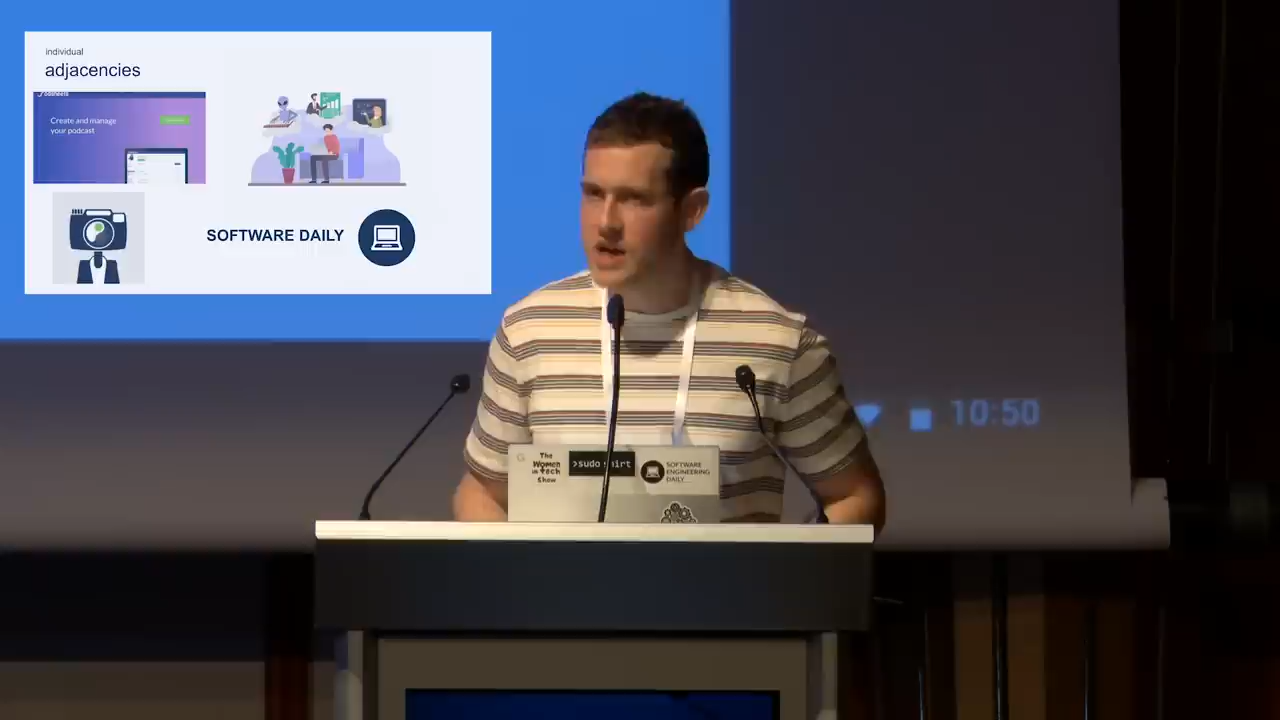 individual
adjacencies
Create and manage
your podcast
SOFTWARE DAILY
10:50
The
Women
in Tech
Show
>sudo
SOFTWARE
ENGINEERING
DAILY